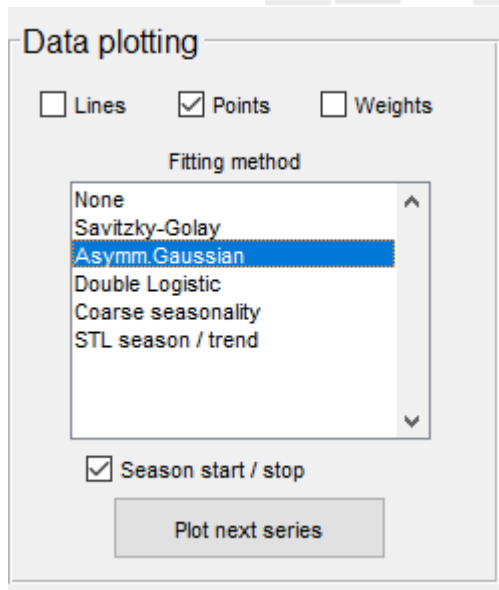 Data plotting
Lines Points Weights
Fitting method
None
Savitzky-Golay
Asymm.Gaussian
Double Logistic
Coarse seasonality
STL season / trend
Season start / stop
Plot next series